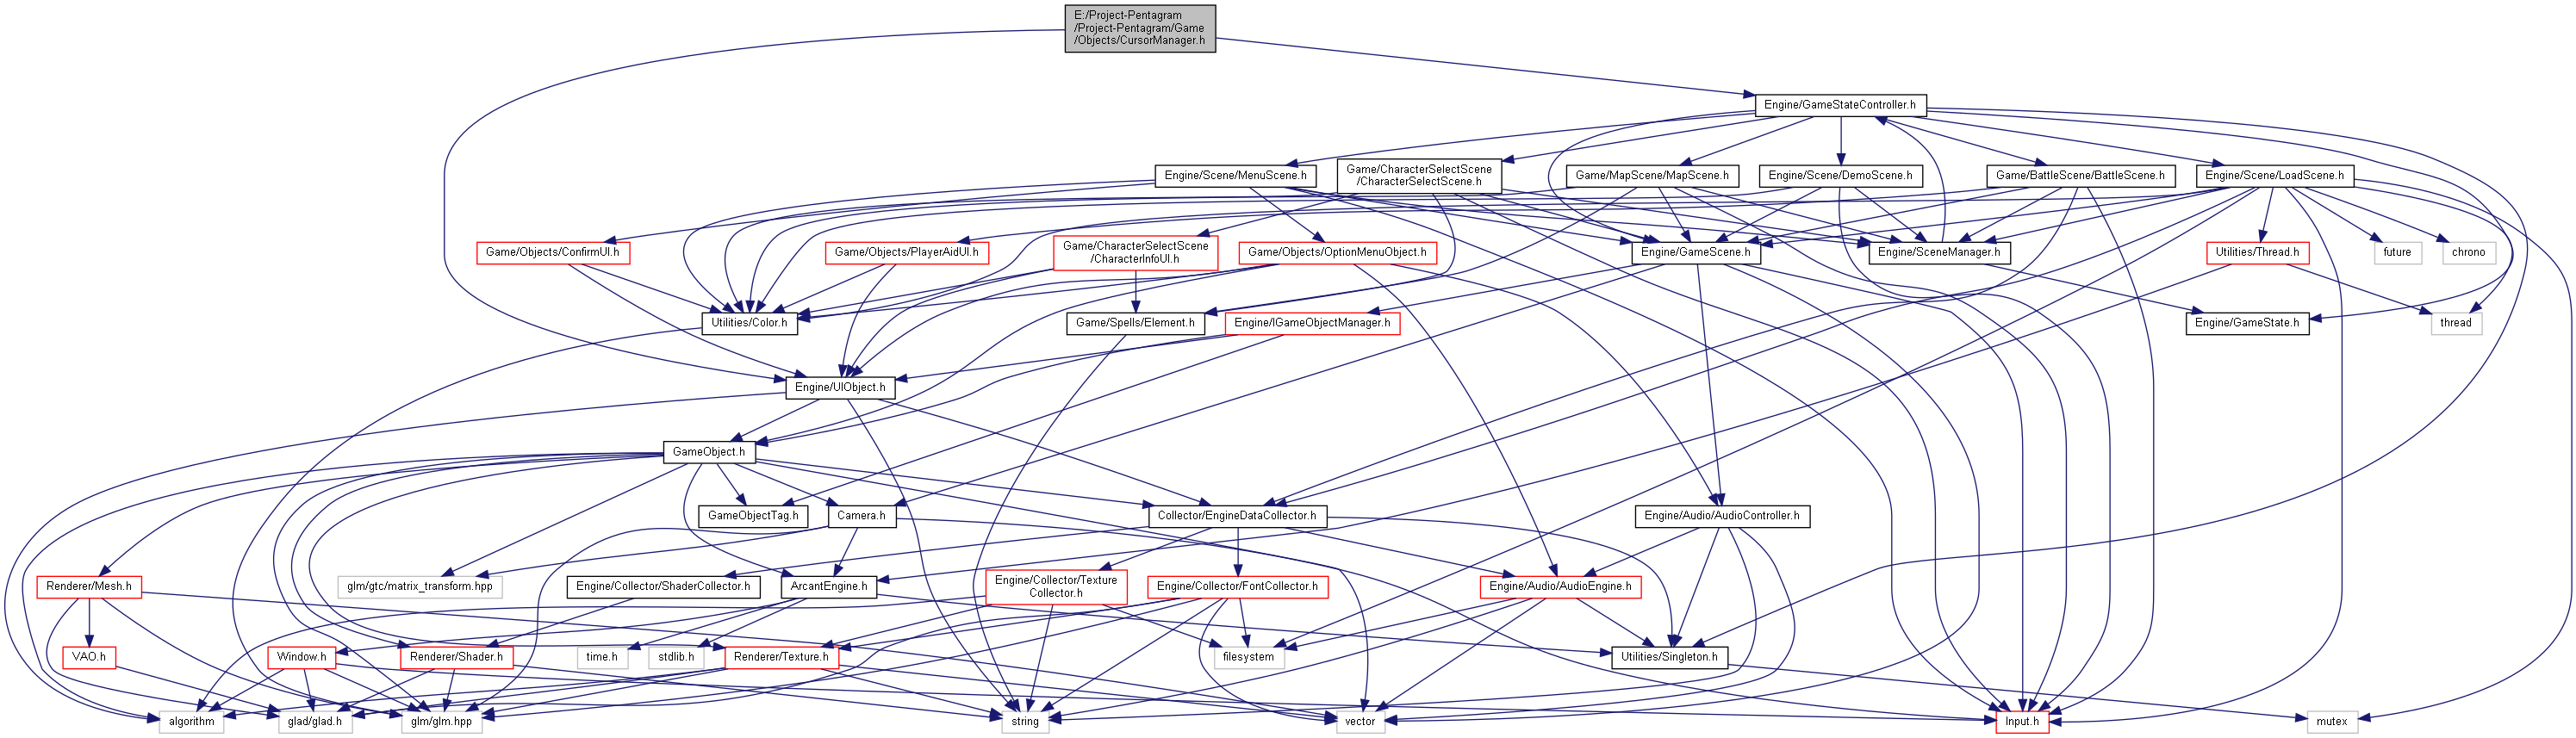 E:/Project-Pentagram
/Project-Pentagram/Game
/Objects/CursorManager.h
Engine/GameStateController.h
Engine/Scene/MenuScene.h
Game/CharacterSelectScene
/CharacterSelectScene.h
Game/MapScene/MapScene.h
Engine/Scene/DemoScene.h
Game/BattleScene/BattleScene.h
Engine/Scene/LoadScene.h
Game/Objects/ConfirmUI.h
Game/Objects/PlayerAidUI.h
Game/CharacterSelectScene
/CharacterInfoUI.h
Game/Objects/OptionMenuObject.h
Engine/GameScene.h
Engine/SceneManager.h
Utilities/Thread.h
future
chrono
Utilities/Color.h
Game/Spells/Element.h
Engine/IGameObjectManager.h
Engine/GameState.h
thread
Engine/UIObject.h
GameObject.h
GameObjectTag.h
Camera.h
Collector/EngineDataCollector.h
Engine/Audio/AudioController.h
Renderer/Mesh.h
glm/gtc/matrix_transform.hpp
Engine/Collector/ShaderCollector.h
ArcantEngine.h
Engine/Collector/Texture
Collector.h
Engine/Collector/FontCollector.h
Engine/Audio/AudioEngine.h
VAO.h
Window.h
Renderer/Shader.h
time.h
stdlib.h
Renderer/Texture.h
filesystem
Utilities/Singleton.h
algorithm
glad/glad.h
glm/glm.hpp
string
vector
Input.h
mutex